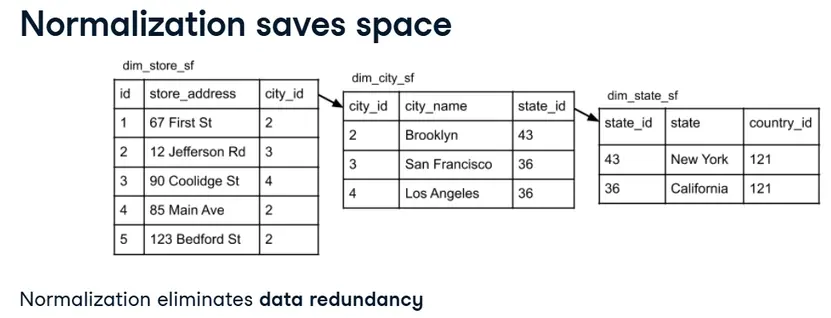 Normalization saves space
dim_store_sf
id store_address city_id
1 67 First St 2
2 12 Jefferson Rd 3
3 90 Coolidge St 4
4 85 Main Ave 2
5 123 Bedford St 2
dim_city_sf
city_id city_name state_id
2 Brooklyn 43
3 San Francisco 36
4 Los Angeles 36
dim_state_sf
state_id state country_id
43 New York 121
36 California 121
Normalization eliminates data redundancy